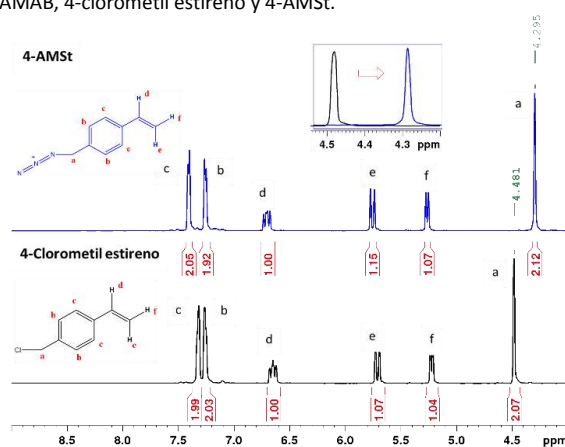 AMAB, 4-clorometil estireno y 4-AMSt.
4-AMSt
4.295
4.5 4.4 4.3 ppm
d
f
e
c
b
c
b
a
N N N
+
a
c
b
d
e
f
2.05 1.92 1.00 1.15 1.07 2.12
4.481
4-Clorometil estireno
d
f
e
c
b
c
b
a
Cl
a
c
b
d
e
f
1.99 2.03 1.00 1.07 1.04 2.07
8.5 8.0 7.5 7.0 6.5 6.0 5.5 5.0 4.5 ppm